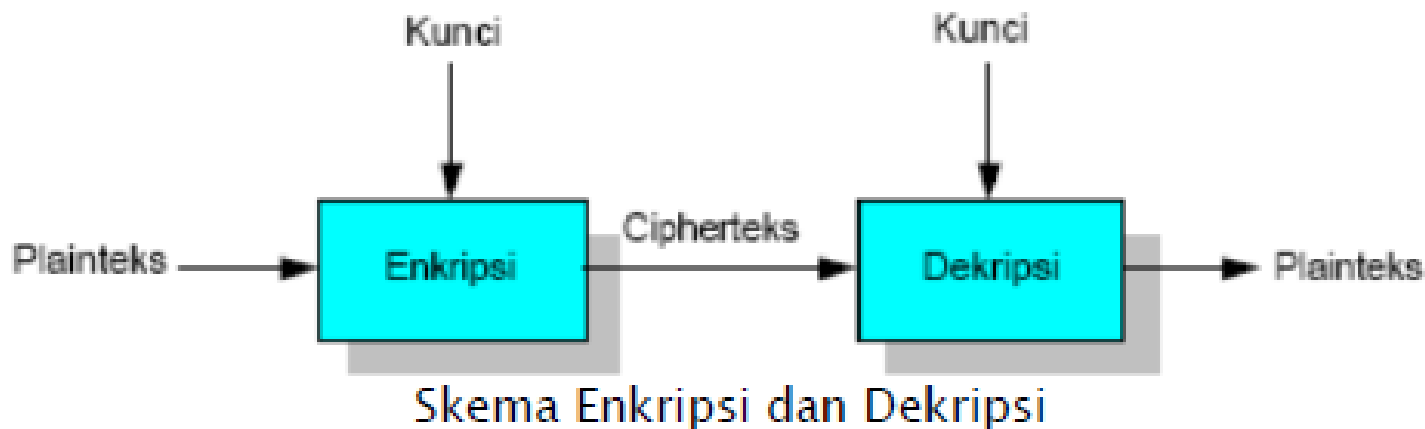 Kunci Kunci
Plainteks Enkripsi Cipherteks Dekripsi Plainteks
Skema Enkripsi dan Dekripsi